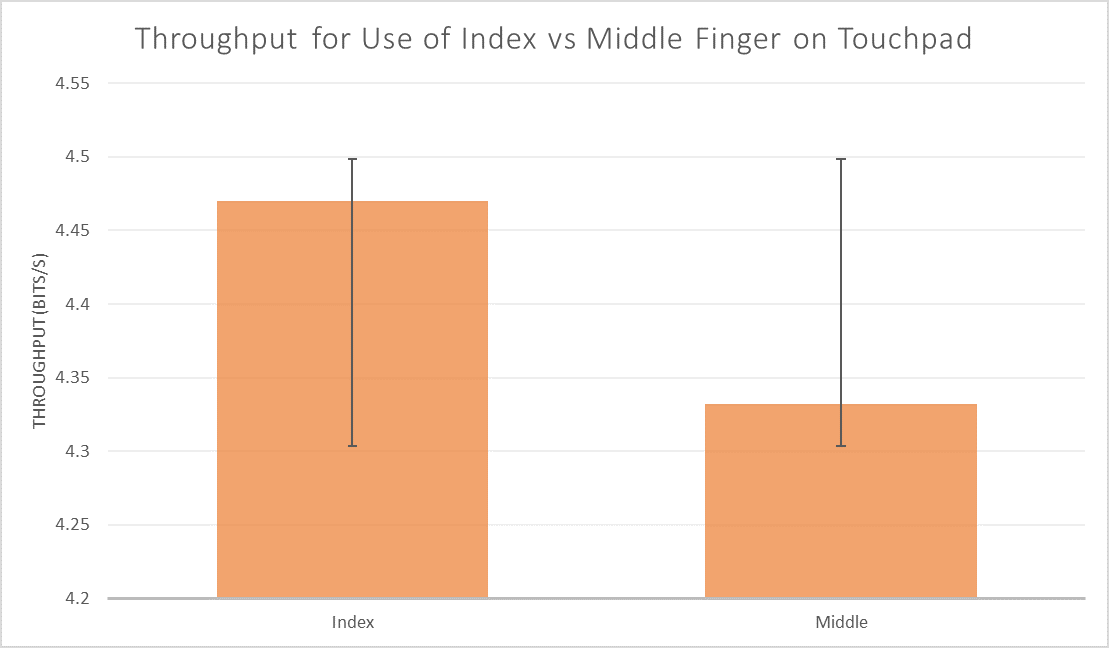 Throughput for Use of Index vs Middle Finger on Touchpad
4.55
4.5
4.45
4.4
4.35
4.3
4.25
4.2
THROUGHPUT (BITS/S)
Index
Middle